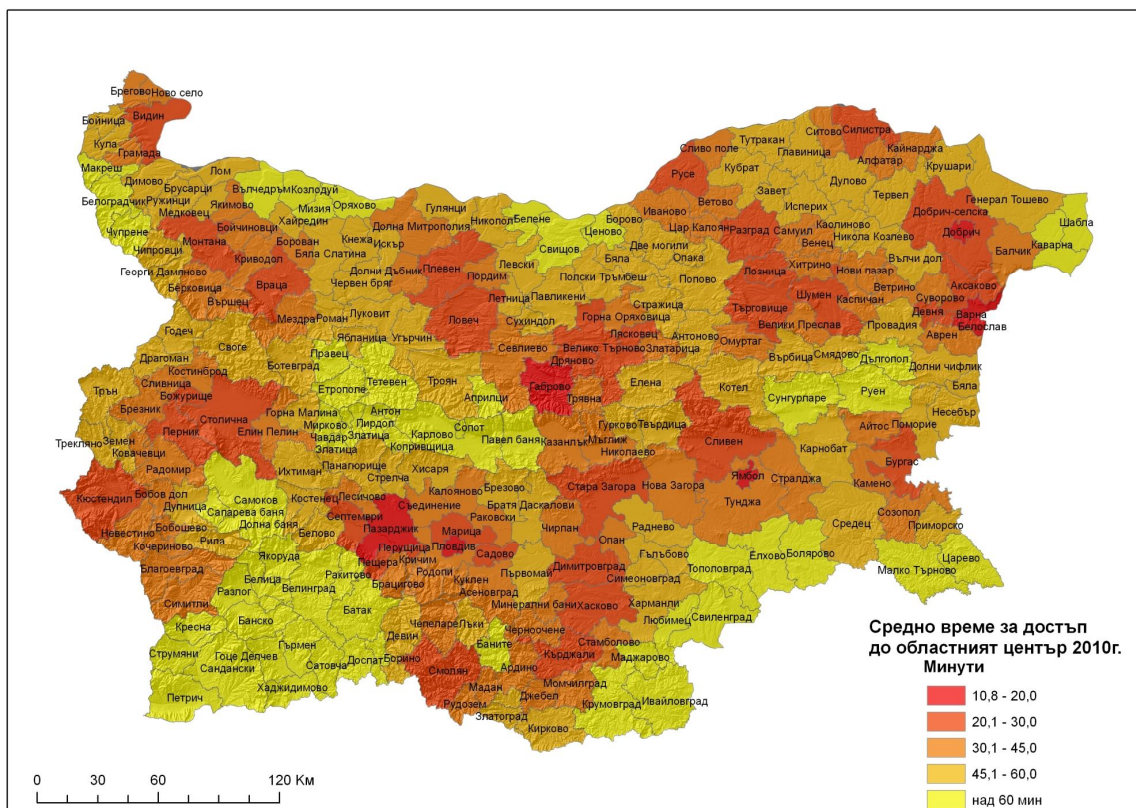 Брегово Ново село
Видин
Бойница
Кула
Грамада
Макреш
Димово
Ружинци
Белоградчик
Чупрене
Чипровци
Лом
Брусарци
Медковец
Якимово
Вълчедръм Козлодуй
Мизия Оряхово
Хайредин
Бойчиновци
Монтана
Борован
Бяла Слатина
Кнежа
Искър
Криводол
Георги Дамяново
Берковица
Враца
Вършец
Мездра
Роман
Гулянци
Долна Митрополия
Никопол
Плевен
Долни Дъбник
Червен бряг
Пордим
Левски
Луковит
Летница
Ловеч
Угърчин
Ябланица
Белене
Свищов
Ценово
Борово
Бяла
Полски Тръмбеш
Павликени
Сухиндол
Севлиево
Горна Оряховица
Лясковец
Велико Търново
Златарица
Стражица
Дряново
Габрово
Трявна
Елена
Русе
Сливо поле
Иваново
Ветово
Две могили
Опака
Попово
Антоново
Омуртаг
Тутракан
Кубрат
Главиница
Завет
Исперих
Цар Калоян
Разград
Самуил
Лозница
Търговище
Ситово
Силистра
Кайнарджа
Алфатар
Дулово
Тервел
Крушари
Генерал Тошево
Добрич-селска
Добрич
Шабла
Каварна
Балчик
Каолиново
Венец
Никола Козлево
Хитрино
Нови пазар
Вълчи дол
Ветрино
Шумен
Каспичан
Велики Преслав
Върбица
Смядово
Провадия
Суворово
Девня
Аксаково
Варна
Белослав
Аврен
Дългопол
Долни чифлик
Бяла
Котел
Сунгурларе
Руен
Несебър
Поморие
Айтос
Карнобат
Бургас
Камено
Средец
Созопол
Приморско
Царево
Малко Търново
Годеч
Своге
Драгоман
Костинброд
Ботевград
Правец
Етрополе
Тетевен
Троян
Априлци
Трън
Сливница
Божурище
Столична
Брезник
Перник
Елин Пелин
Горна Малина
Мирково
Чавдар
Златица
Антон
Пирдоп
Златица
Карлово
Сопот
Копривщица
Павел баня
Трекляно
Земен
Ковачевци
Радомир
Ихтиман
Панагюрище
Стрелча
Хисаря
Казанлък
Мъглиж
Гурково
Твърдица
Николаево
Сливен
Ямбол
Стралджа
Тунджа
Нова Загора
Стара Загора
Кюстендил
Бобов дол
Дупница
Невестино
Бобошево
Кочериново
Рила
Самоков
Сапарева баня
Долна баня
Костенец
Лесичово
Септември
Белово
Пазарджик
Пещера
Калояново
Съединение
Брезово
Раковски
Марица
Пловдив
Садово
Перущица
Кричим
Родопи
Брацигово
Куклен
Асеновград
Първомай
Братя Даскалови
Чирпан
Опан
Раднево
Гълъбово
Тополовград
Елхово
Болярово
Димитровград
Симеоновград
Хасково
Харманли
Минерални бани
Любимец
Свиленград
Стамболово
Маджарово
Ивайловград
Крумовград
Благоевград
Симитли
Якоруда
Белица
Разлог
Банско
Велинград
Ракитово
Батак
Кресна
Струмяни
Сандански
Гоце Делчев
Гърмен
Сатовча
Доспат
Борино
Девин
Хаджидимово
Петрич
Чепеларе
Лъки
Баните
Смолян
Мадан
Рудозем
Златоград
Ардино
Черноочене
Кърджали
Момчилград
Джебел
Кирково
Средно време за достъп
до областният център 2010г.
Минути
10,8 - 20,0
20,1 - 30,0
30,1 - 45,0
45,1 - 60,0
над 60 мин
0 30 60 120 Км